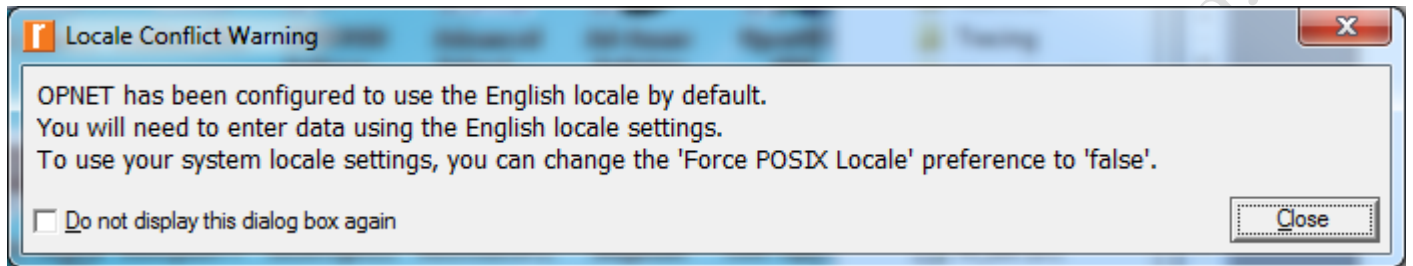 Locale Conflict Warning
OPNET has been configured to use the English locale by default.
You will need to enter data using the English locale settings.
To use your system locale settings, you can change the 'Force POSIX Locale' preference to 'false'.
Do not display this dialog box again
Close